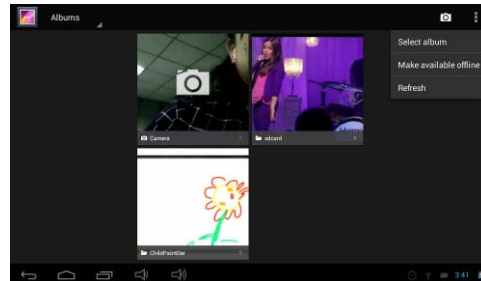 Albums
Select album
Make available offline
Refresh
Camera
sdcard
ChildPaintDer
3:41